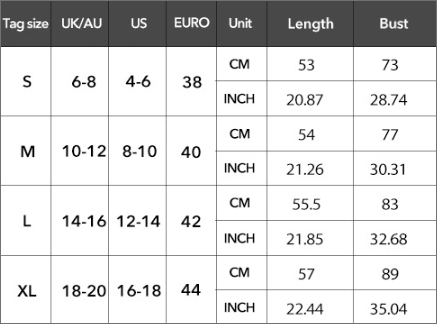 Tag size UK/AU US EURO Unit Length Bust
S 6-8 4-6 38 CM 53 73
INCH 20.87 28.74
M 10-12 8-10 40 CM 54 77
INCH 21.26 30.31
L 14-16 12-14 42 CM 55.5 83
INCH 21.85 32.68
XL 18-20 16-18 44 CM 57 89
INCH 22.44 35.04